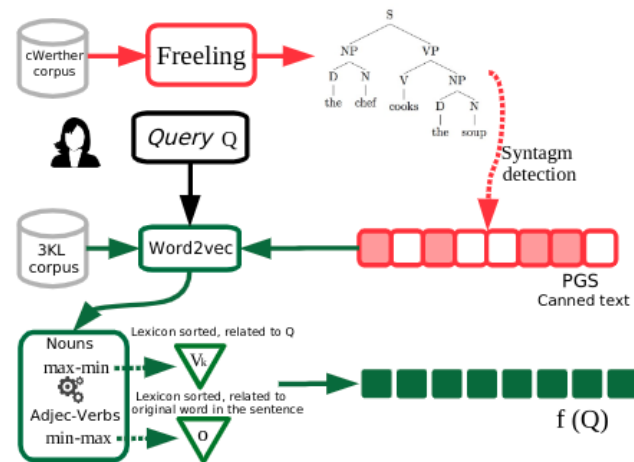 cWerther
corpus
Freeling
S
NP VP
D N V NP
the chef cooks D N
the soup
Query Q
Syntagm
detection
3KL
corpus
Word2vec
PGS
Canned text
Nouns
max-min
Adjec-Verbs
min-max
Lexicon sorted, related to Q
Vk
Lexicon sorted, related to
original word in the sentence
o
f (Q)